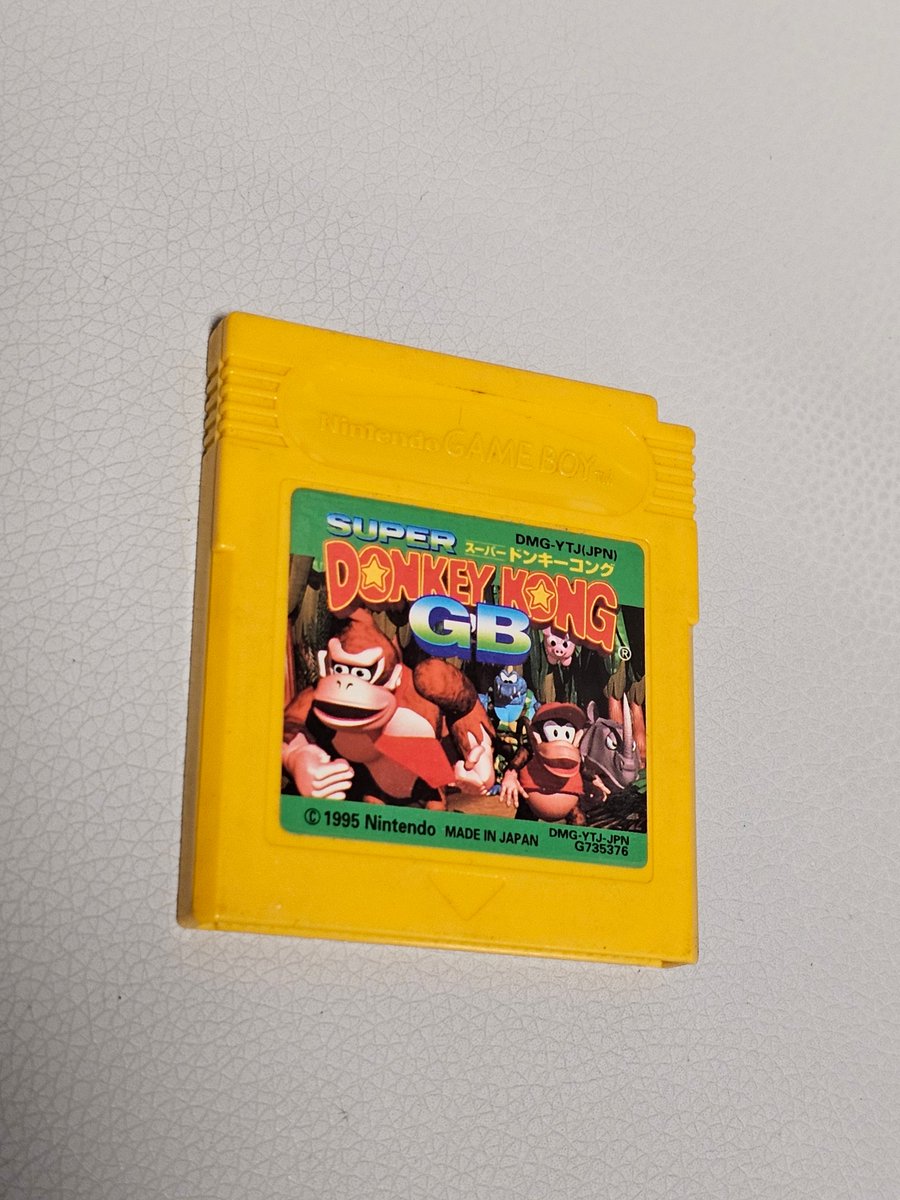 Nintendo GAME BOY TM
SUPER
DMG-YTJ(JPN)
スーパードンキーコング
DONKEY KONG
GB
®
© 1995 Nintendo MADE IN JAPAN
DMG-YTJ-JPN
G735376